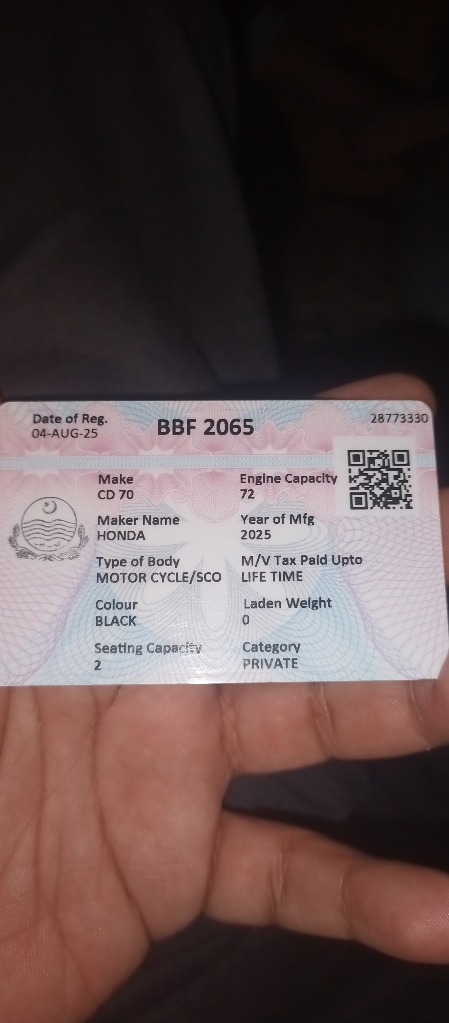 Date of Reg.
04-AUG-25
BBF 2065
28773330
Make
CD 70
Engine Capacity
72
Maker Name
HONDA
Year of Mfg
2025
Type of Body
MOTOR CYCLE/SCO
M/V Tax Paid Upto
LIFE TIME
Colour
BLACK
Laden Weight
0
Seating Capacity
2
Category
PRIVATE